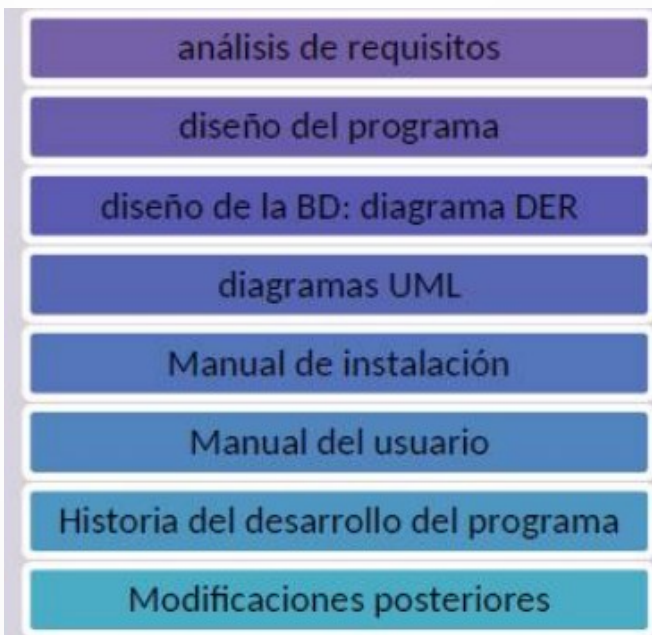 análisis de requisitos
diseño del programa
diseño de la BD: diagrama DER
diagramas UML
Manual de instalación
Manual del usuario
Historia del desarrollo del programa
Modificaciones posteriores